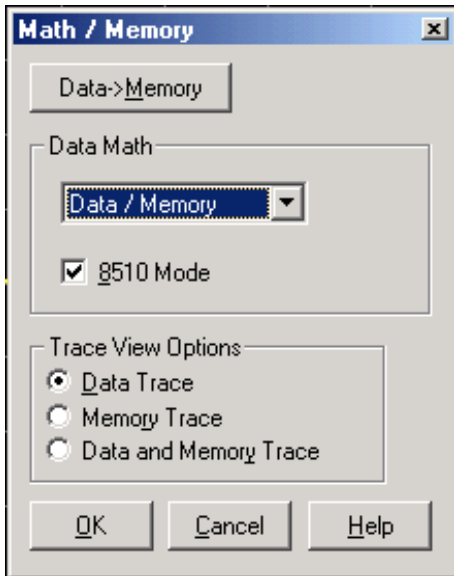 Math / Memory
Data->Memory
Data Math
Data / Memory
8510 Mode
Trace View Options
Data Trace
Memory Trace
Data and Memory Trace
OK Cancel Help